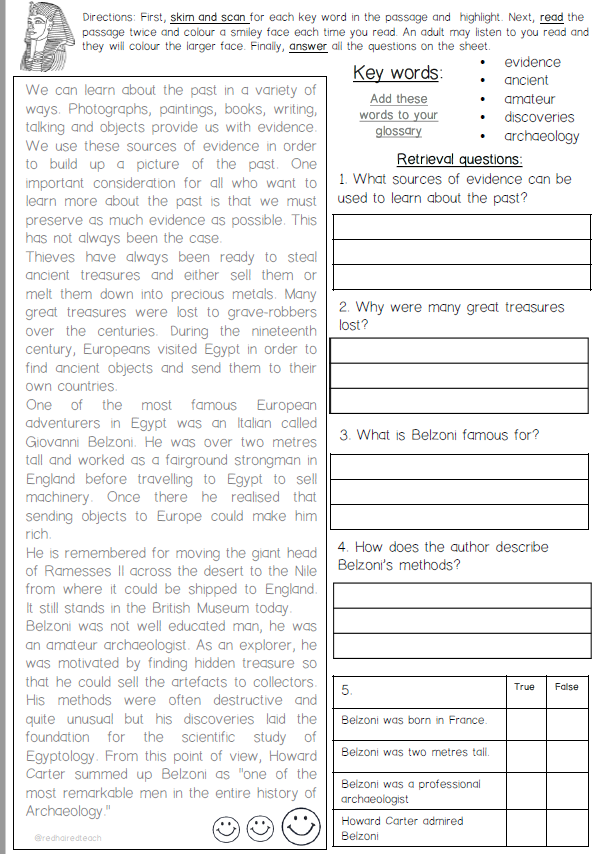 Directions: First, skim and scan for each key word in the passage and highlight. Next, read the
passage twice and colour a smiley face each time you read. An adult may listen to you read and
they will colour the larger face. Finally, answer all the questions on the sheet.
We can learn about the past in a variety of
ways. Photographs, paintings, books, writing,
talking and objects provide us with evidence.
We use these sources of evidence in order
to build up a picture of the past. One
important consideration for all who want to
learn more about the past is that we must
preserve as much evidence as possible. This
has not always been the case.
Thieves have always been ready to steal
ancient treasures and either sell them or
melt them down into precious metals. Many
great treasures were lost to grave-robbers
over the centuries. During the nineteenth
century, Europeans visited Egypt in order to
find ancient objects and send them to their
own countries.
One of the most famous European
adventurers in Egypt was an Italian called
Giovanni Belzoni. He was over two metres
tall and worked as a fairground strongman in
England before travelling to Egypt to sell
machinery. Once there he realised that
sending objects to Europe could make him
rich.
He is remembered for moving the giant head
of Ramesses II across the desert to the Nile
from where it could be shipped to England.
It still stands in the British Museum today.
Belzoni was not well educated man, he was
an amateur archaeologist. As an explorer, he
was motivated by finding hidden treasure so
that he could sell the artefacts to collectors.
His methods were often destructive and
quite unusual but his discoveries laid the
foundation for the scientific study of
Egyptology. From this point of view, Howard
Carter summed up Belzoni as "one of the
most remarkable men in the entire history of
Archaeology."
@redhairedteach
Key words:
Add these
words to your
glossary
• evidence
• ancient
• amateur
• discoveries
• archaeology
Retrieval questions:
1. What sources of evidence can be
used to learn about the past?
2. Why were many great treasures
lost?
3. What is Belzoni famous for?
4. How does the author describe
Belzoni's methods?
5. True False
Belzoni was born in France.
Belzoni was two metres tall.
Belzoni was a professional
archaeologist
Howard Carter admired
Belzoni